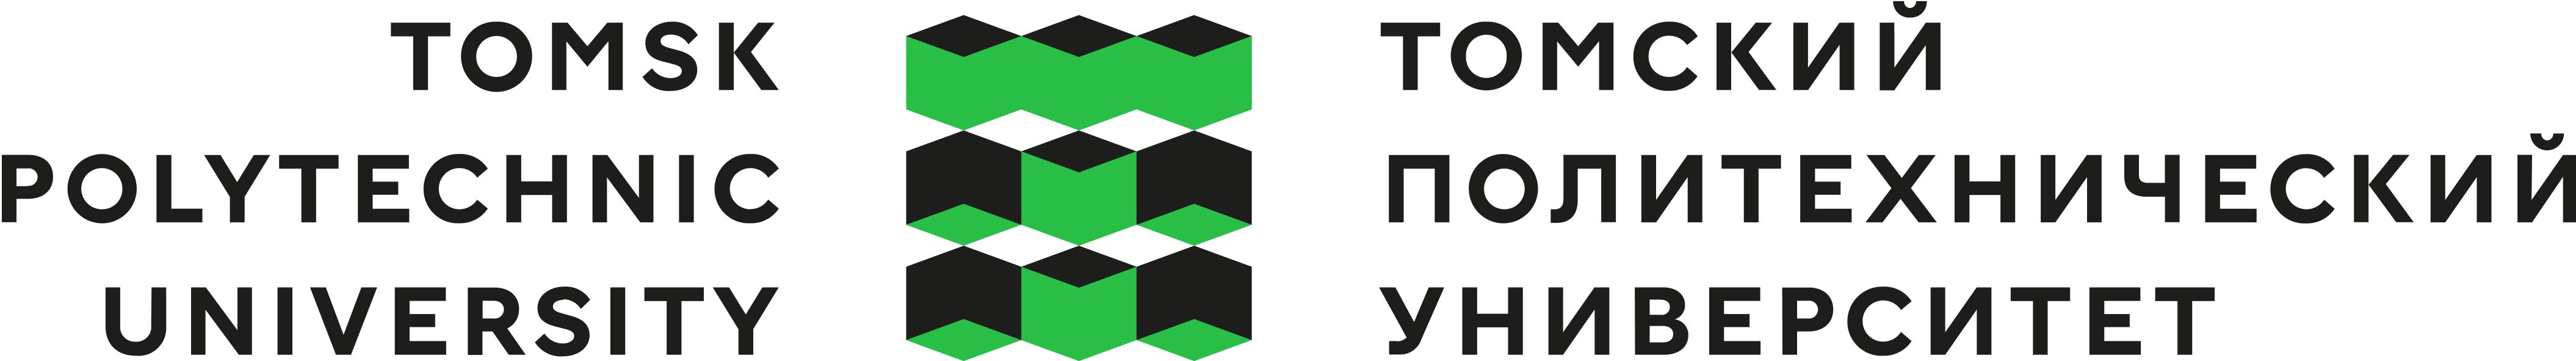 TOMSK
POLYTECHNIC
UNIVERSITY
ТОМСКИЙ
ПОЛИТЕХНИЧЕСКИЙ
УНИВЕРСИТЕТ